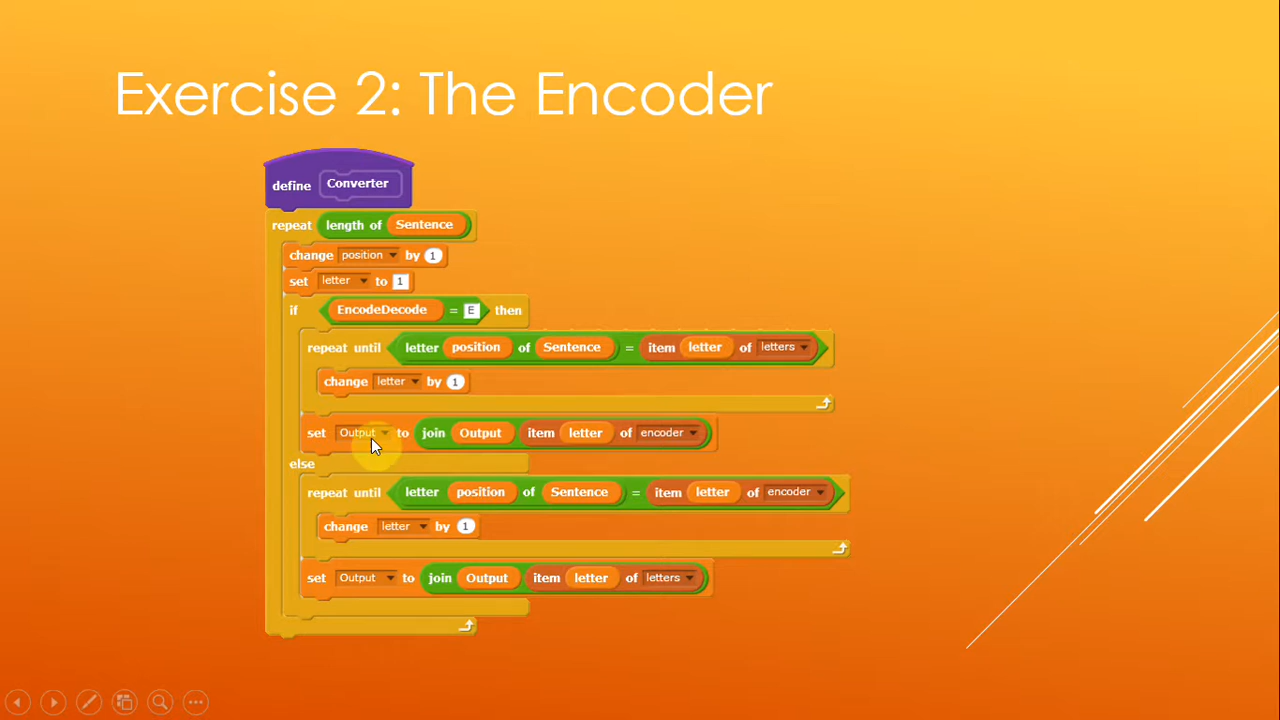 Exercise 2: The Encoder
define Converter
repeat length of Sentence
change position by 1
set letter to 1
if EncodeDecode = E then
repeat until letter position of Sentence = item letter of letters
change letter by 1
set Output to join Output item letter of encoder
else
repeat until letter position of Sentence = item letter of encoder
change letter by 1
set Output to join Output item letter of letters